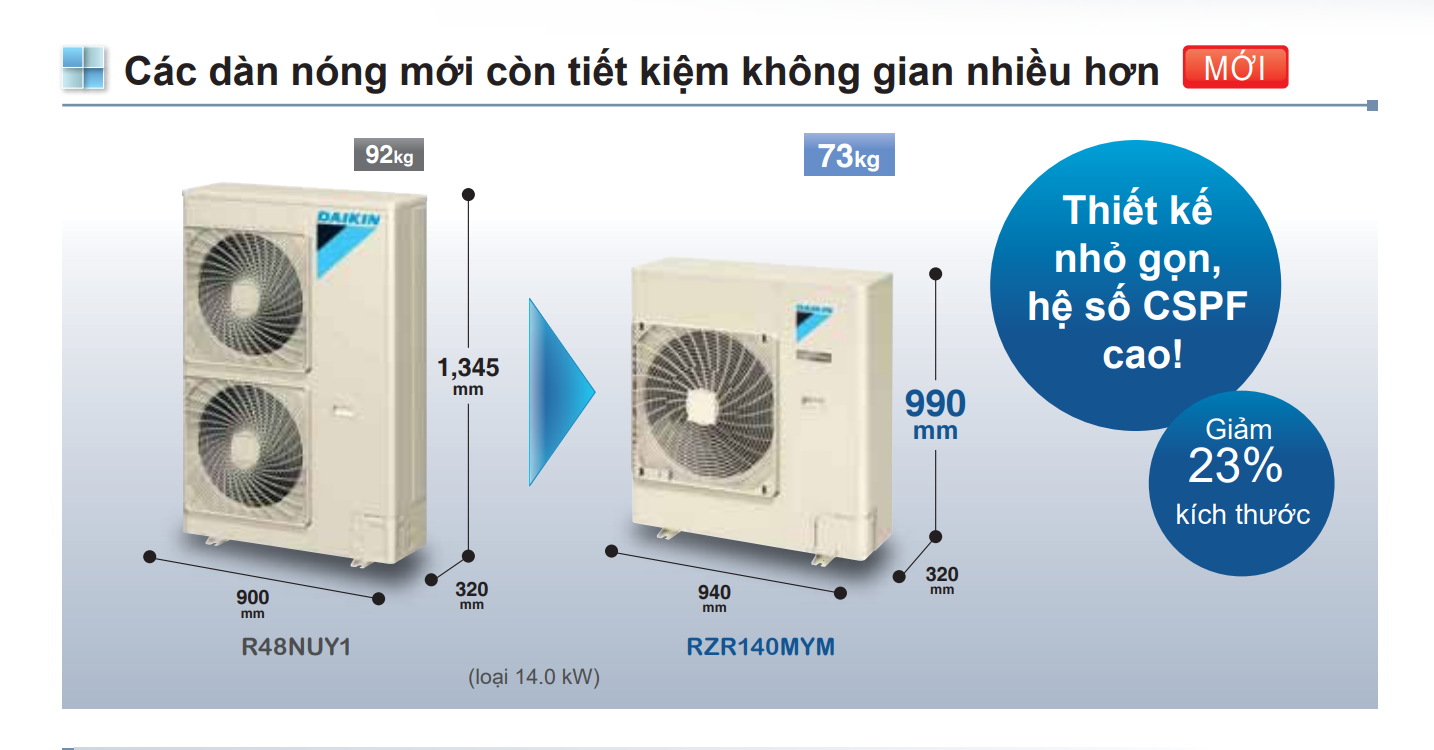 Các dàn nóng mới còn tiết kiệm không gian nhiều hơn MỚI
92kg
73kg
DAIKIN
DAIKIN
1,345
mm
990
mm
Thiết kế
nhỏ gọn,
hệ số CSPF
cao!
Giảm
23%
kích thước
900
mm
320
mm
940
mm
320
mm
R48NUY1
RZR140MYM
(loại 14.0 kW)